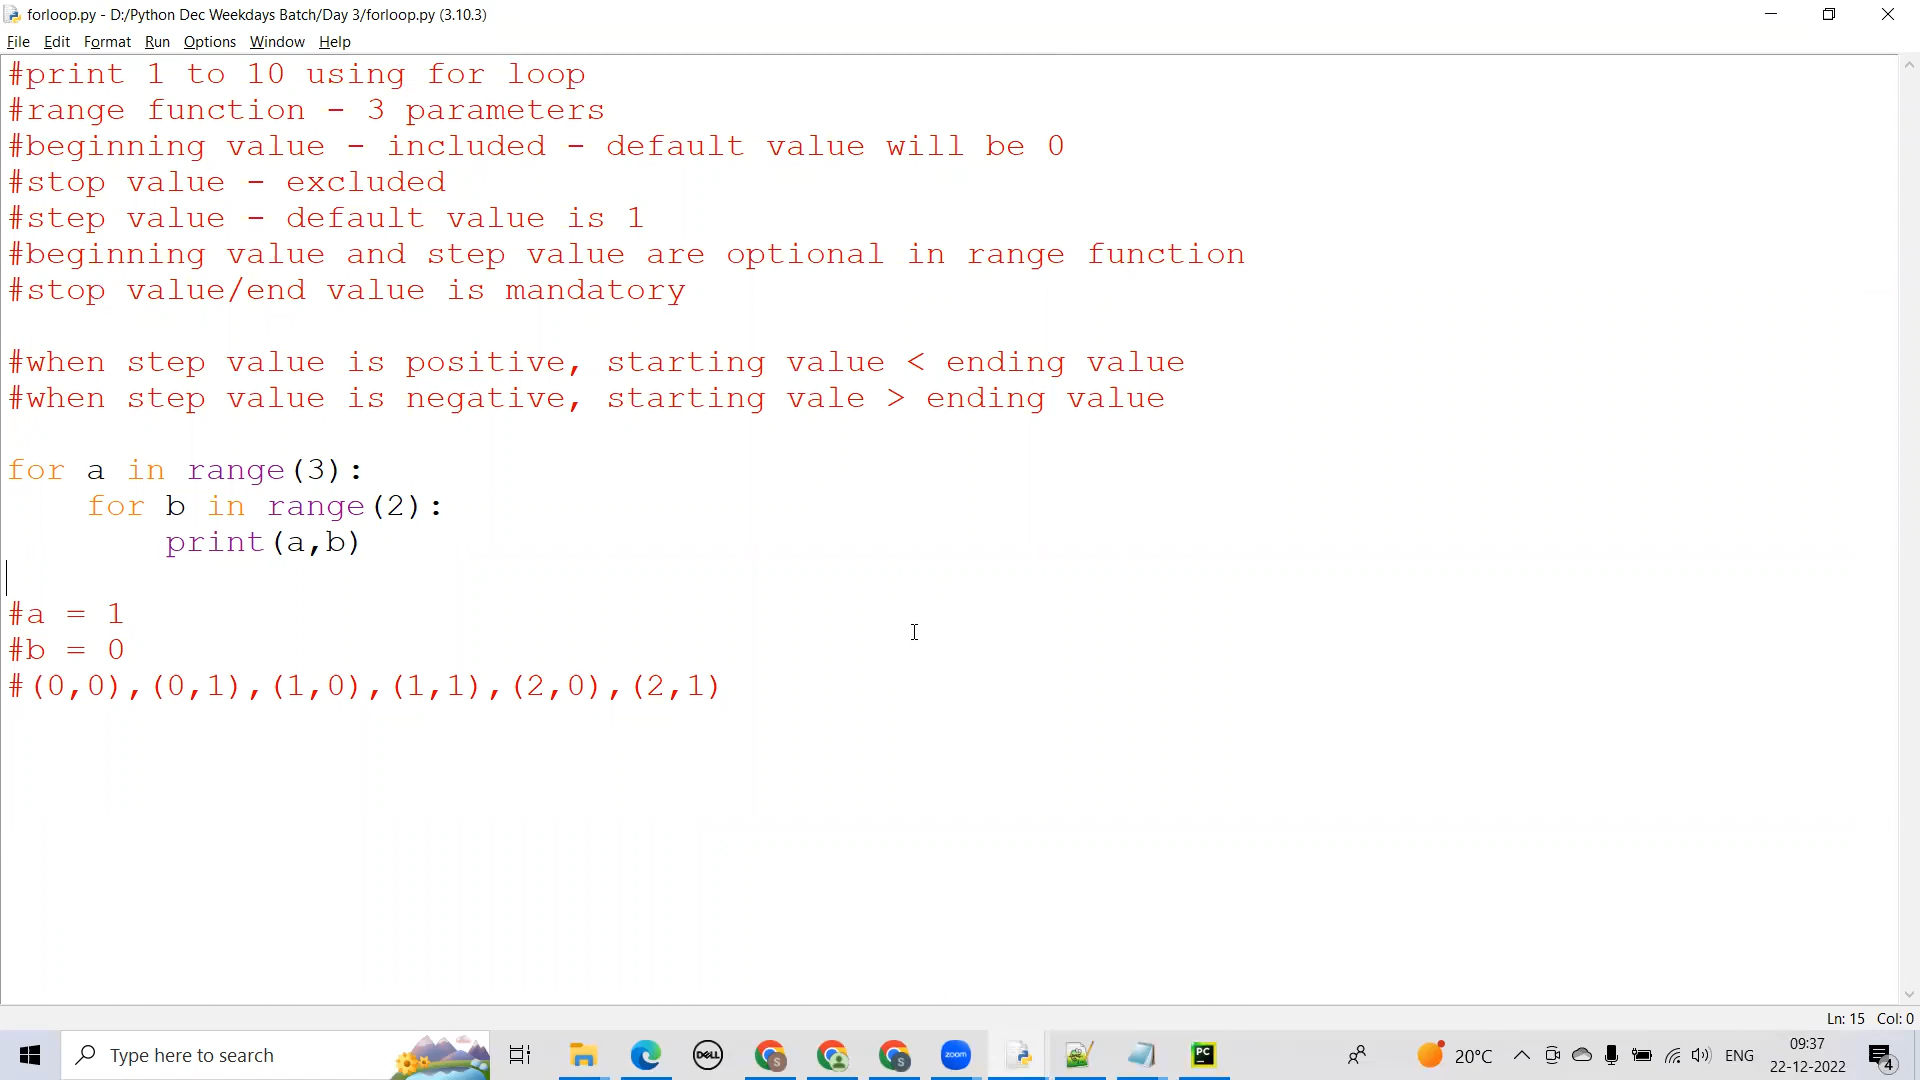 forloop.py - D:/Python Dec Weekdays Batch/Day 3/forloop.py (3.10.3)
File Edit Format Run Options Window Help
#print 1 to 10 using for loop
#range function - 3 parameters
#beginning value - included - default value will be 0
#stop value - excluded
#step value - default value is 1
#beginning value and step value are optional in range function
#stop value/end value is mandatory
#when step value is positive, starting value < ending value
#when step value is negative, starting vale > ending value
for a in range(3):
    for b in range(2):
        print(a,b)
#a = 1
#b = 0
#(0,0),(0,1),(1,0),(1,1),(2,0),(2,1)
Ln: 15 Col: 0
Type here to search
DELL
S
S
zoom
PC
20°C
ENG
09:37
22-12-2022
4